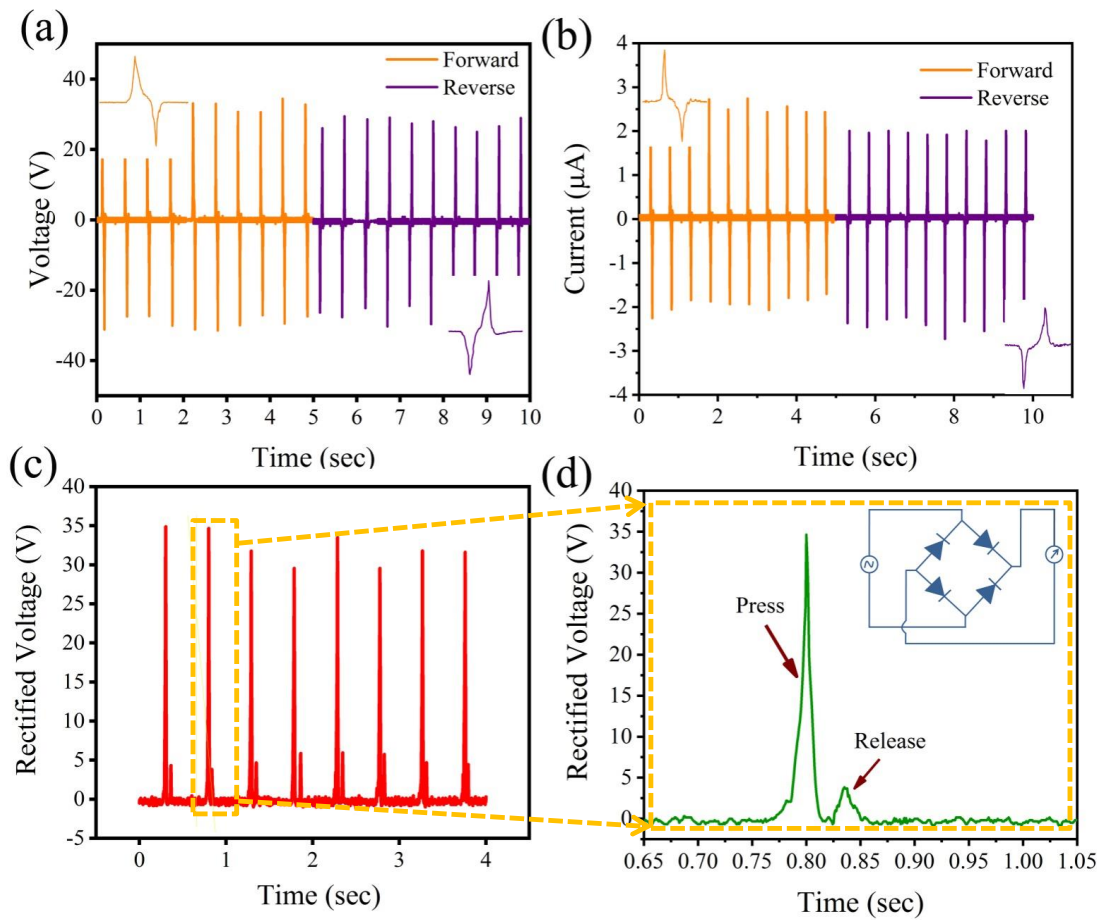 (a)
Voltage (V)
40
20
0
-20
-40
Forward
Reverse
0 1 2 3 4 5 6 7 8 9 10
Time (sec)
(b)
Current (μA)
4
3
2
1
0
-1
-2
-3
-4
Forward
Reverse
0 2 4 6 8 10
Time (sec)
(c)
Rectified Voltage (V)
40
35
30
25
20
15
10
5
0
-5
0 1 2 3 4
Time (sec)
(d)
Rectified Voltage (V)
40
35
30
25
20
15
10
5
0
Press
Release
0.65 0.70 0.75 0.80 0.85 0.90 0.95 1.00 1.05
Time (sec)